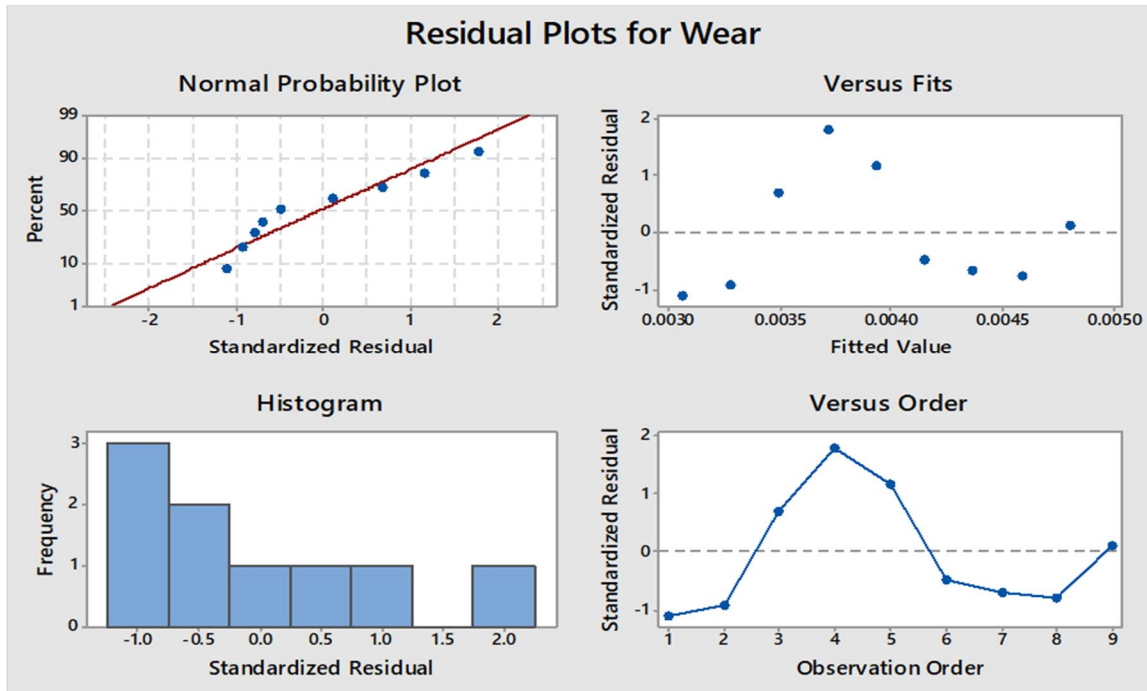 Residual Plots for Wear
Normal Probability Plot
99
90
50
10
1
Percent
-2 -1 0 1 2
Standardized Residual
Versus Fits
2
1
0
-1
Standardized Residual
0.0030 0.0035 0.0040 0.0045 0.0050
Fitted Value
Histogram
3
2
1
0
Frequency
-1.0 -0.5 0.0 0.5 1.0 1.5 2.0
Standardized Residual
Versus Order
2
1
0
-1
Standardized Residual
1 2 3 4 5 6 7 8 9
Observation Order